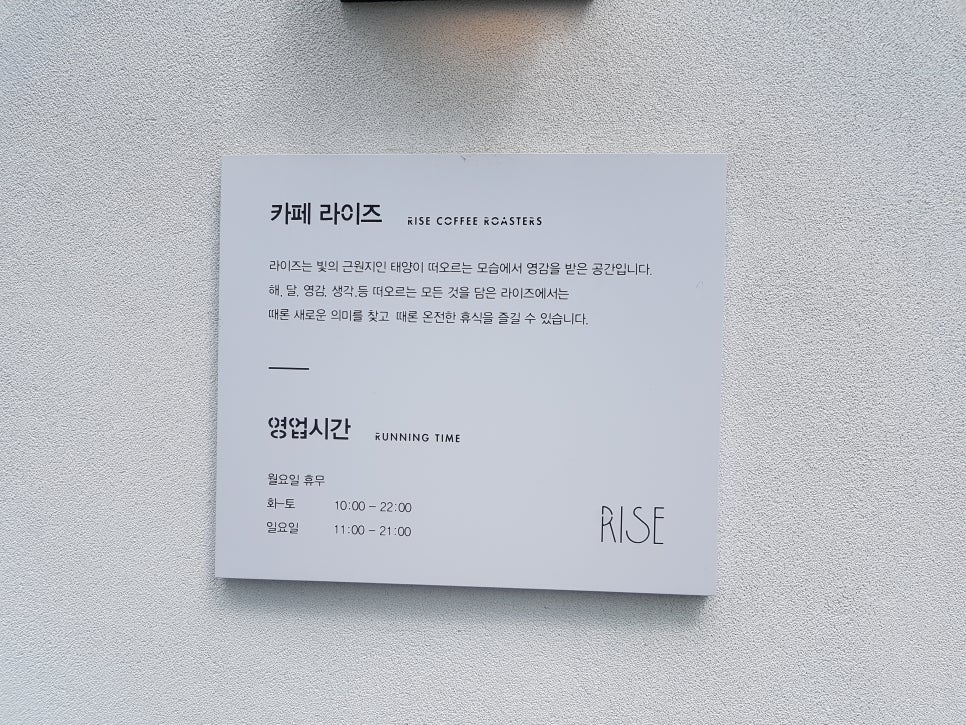 카페 라이즈 RISE COFFEE ROASTERS
라이즈는 빛의 근원지인 태양이 떠오르는 모습에서 영감을 받은 공간입니다.
해, 달, 영감, 생각,등 떠오르는 모든 것을 담은 라이즈에서는
때론 새로운 의미를 찾고 때론 온전한 휴식을 즐길 수 있습니다.
영업시간 RUNNING TIME
월요일 휴무
화-토 10:00 - 22:00
일요일 11:00 - 21:00
RISE